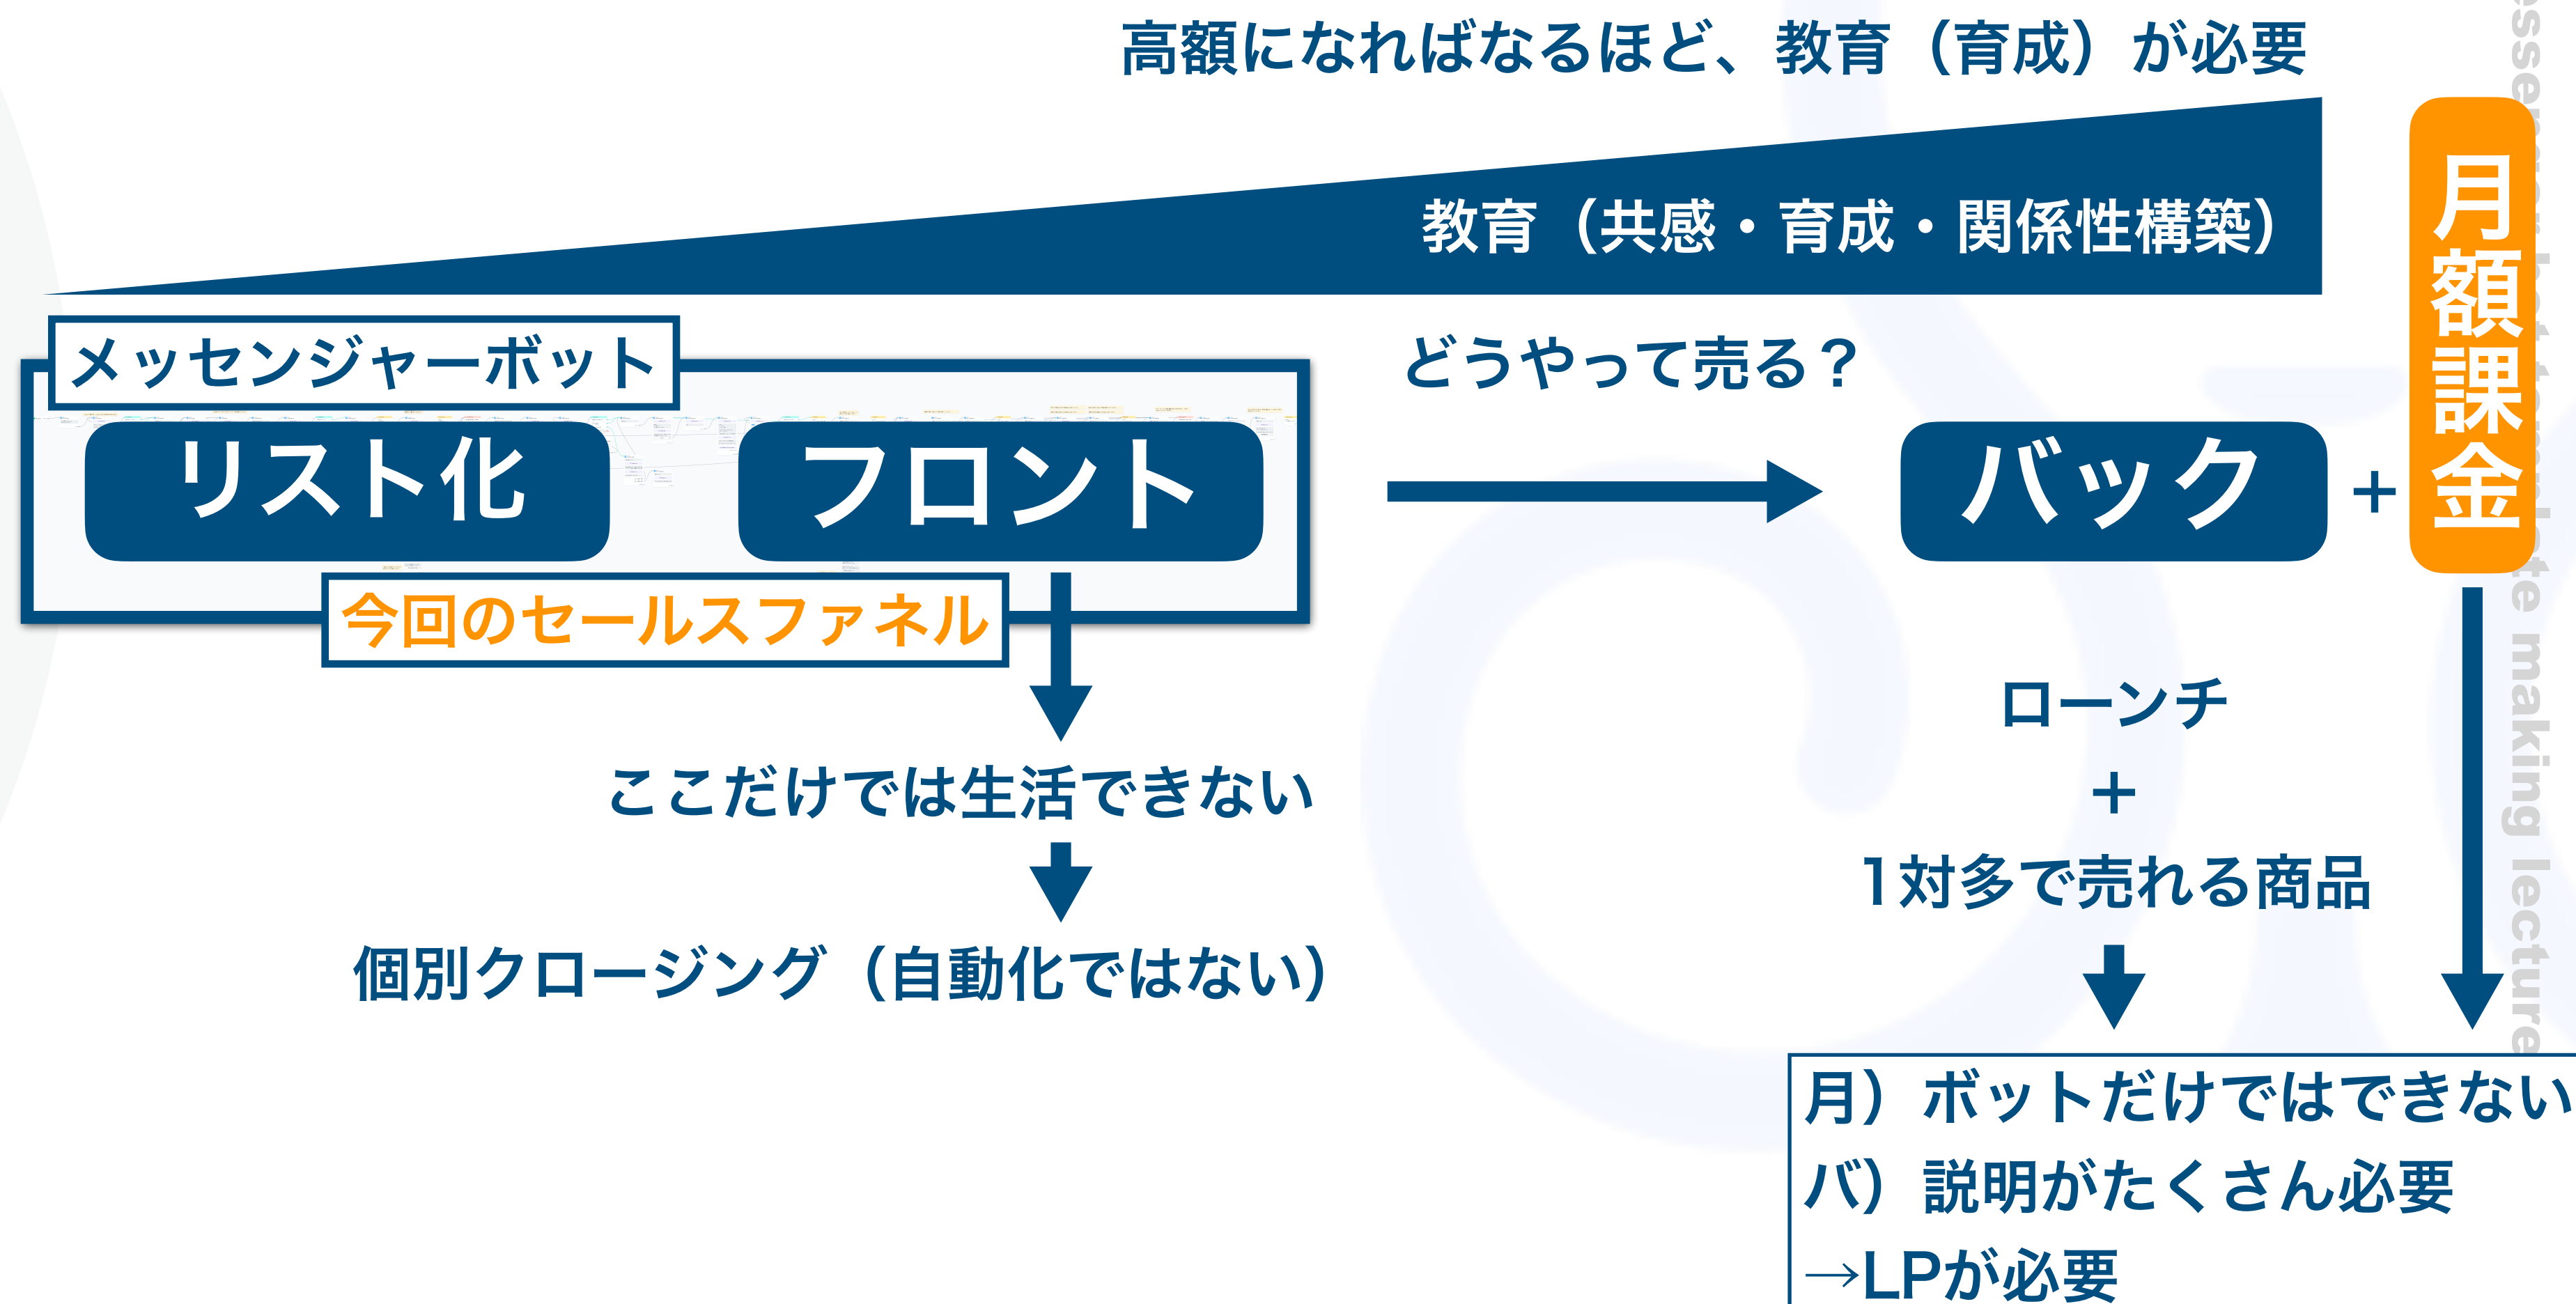 高額になればなるほど、教育（育成）が必要
教育（共感・育成・関係性構築）
月額課金
メッセンジャーボット
どうやって売る？
リスト化
フロント
バック
+
今回のセールスファネル
ローンチ
+
1対多で売れる商品
ここだけでは生活できない
個別クロージング（自動化ではない）
月）ボットだけではできない
バ）説明がたくさん必要
→LPが必要
making lecture